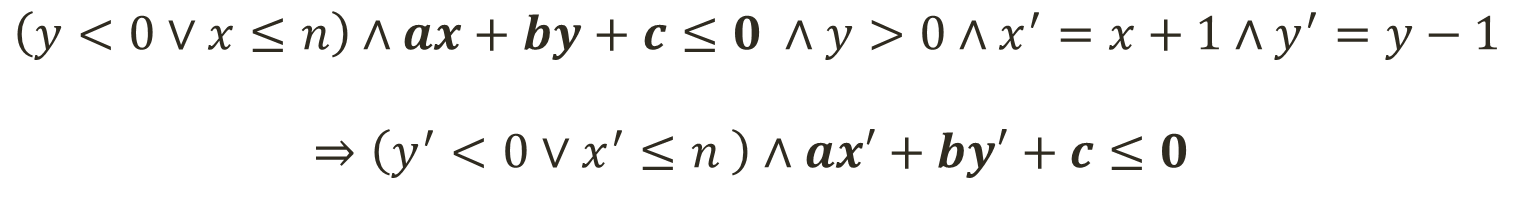 (y < 0 ∨ x ≤ n) ∧ ax + by + c ≤ 0 ∧ y > 0 ∧ x′ = x + 1 ∧ y′ = y − 1
⇒ (y′ < 0 ∨ x′ ≤ n ) ∧ ax′ + by′ + c ≤ 0